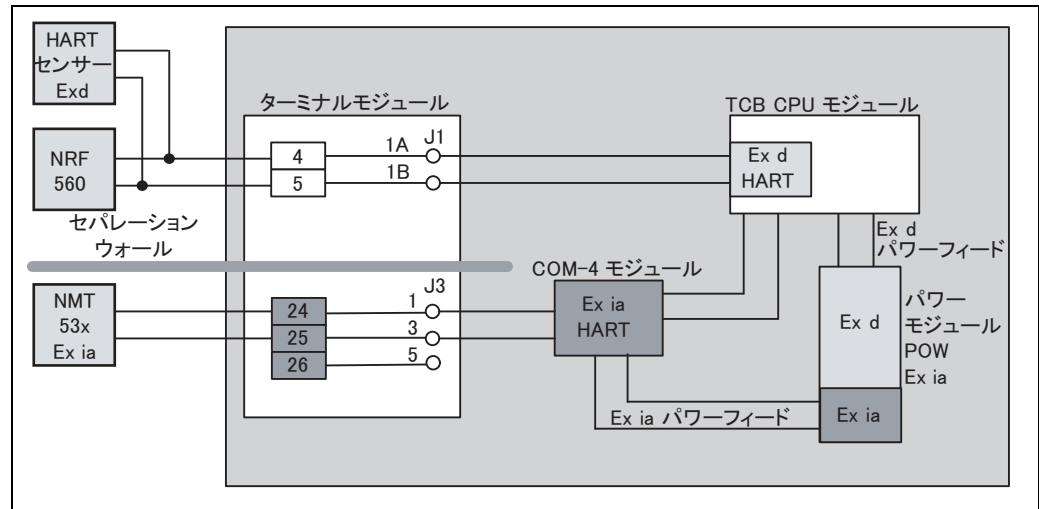 HART
センサー
Exd
NRF
560
セパレーション
ウォール
NMT
53x
Ex ia
ターミナルモジュール
4
5
1A
1B
J1
24
25
26
1
3
5
J3
COM-4 モジュール
Ex ia
HART
TCB CPU モジュール
Ex d
HART
Ex d
パワーフィード
Ex d
パワー
モジュール
POW
Ex ia
Ex ia
Ex ia パワーフィード